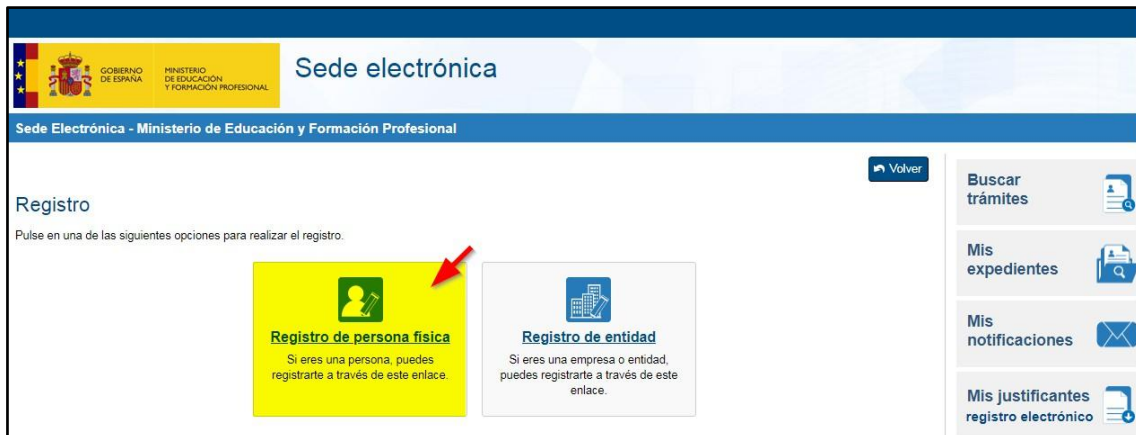 GOBIERNO
DE ESPAÑA
MINISTERIO
DE EDUCACIÓN
Y FORMACIÓN PROFESIONAL
Sede electrónica
Sede Electrónica - Ministerio de Educación y Formación Profesional
Volver
Registro
Pulse en una de las siguientes opciones para realizar el registro.
Registro de persona física
Si eres una persona, puedes
registrarte a través de este enlace.
Registro de entidad
Si eres una empresa o entidad,
puedes registrarte a través de este
enlace.
Buscar
trámites
Mis
expedientes
Mis
notificaciones
Mis justificantes
registro electrónico